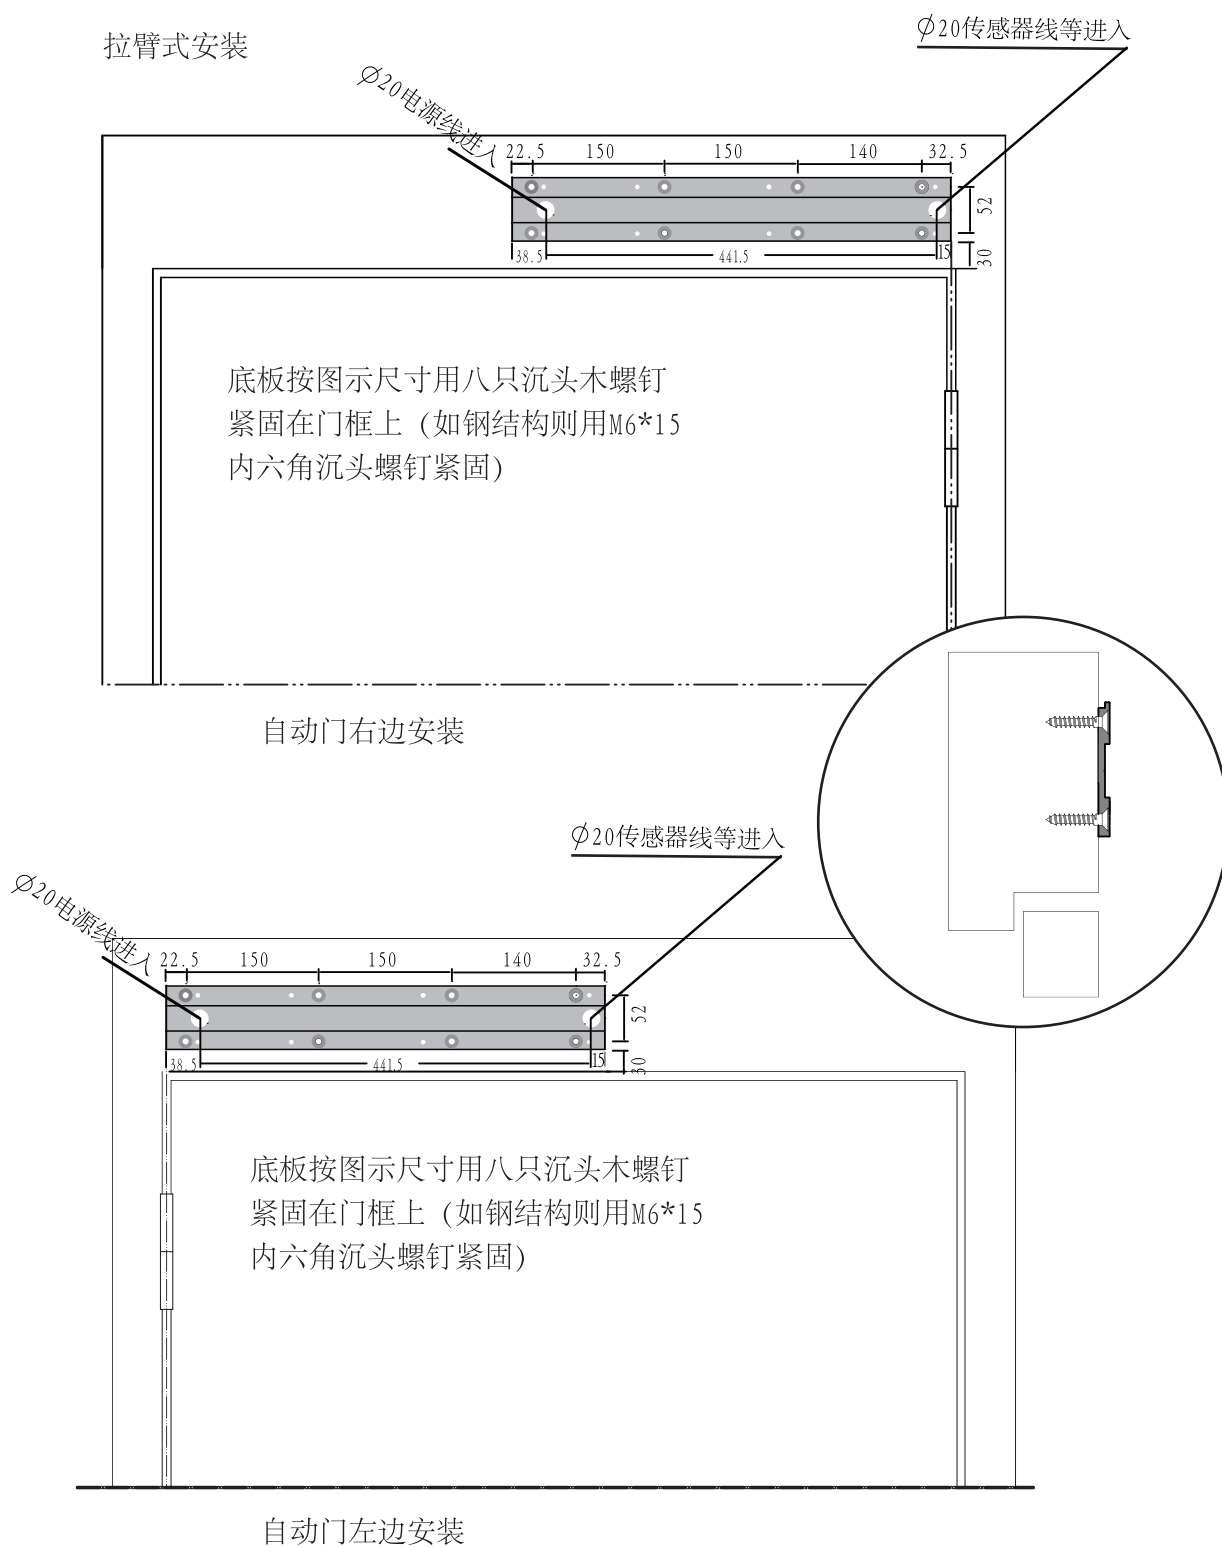 拉臂式安装
∅20传感器线等进入
∅20电源线进入
22.5 150 150 140 32.5
52
38.5 441.5 15
30
底板按图示尺寸用八只沉头木螺钉
紧固在门框上 (如钢结构则用M6*15
内六角沉头螺钉紧固)
自动门右边安装
∅20传感器线等进入
∅20电源线进入
22.5 150 150 140 32.5
52
38.5 441.5 15
30
底板按图示尺寸用八只沉头木螺钉
紧固在门框上 (如钢结构则用M6*15
内六角沉头螺钉紧固)
自动门左边安装